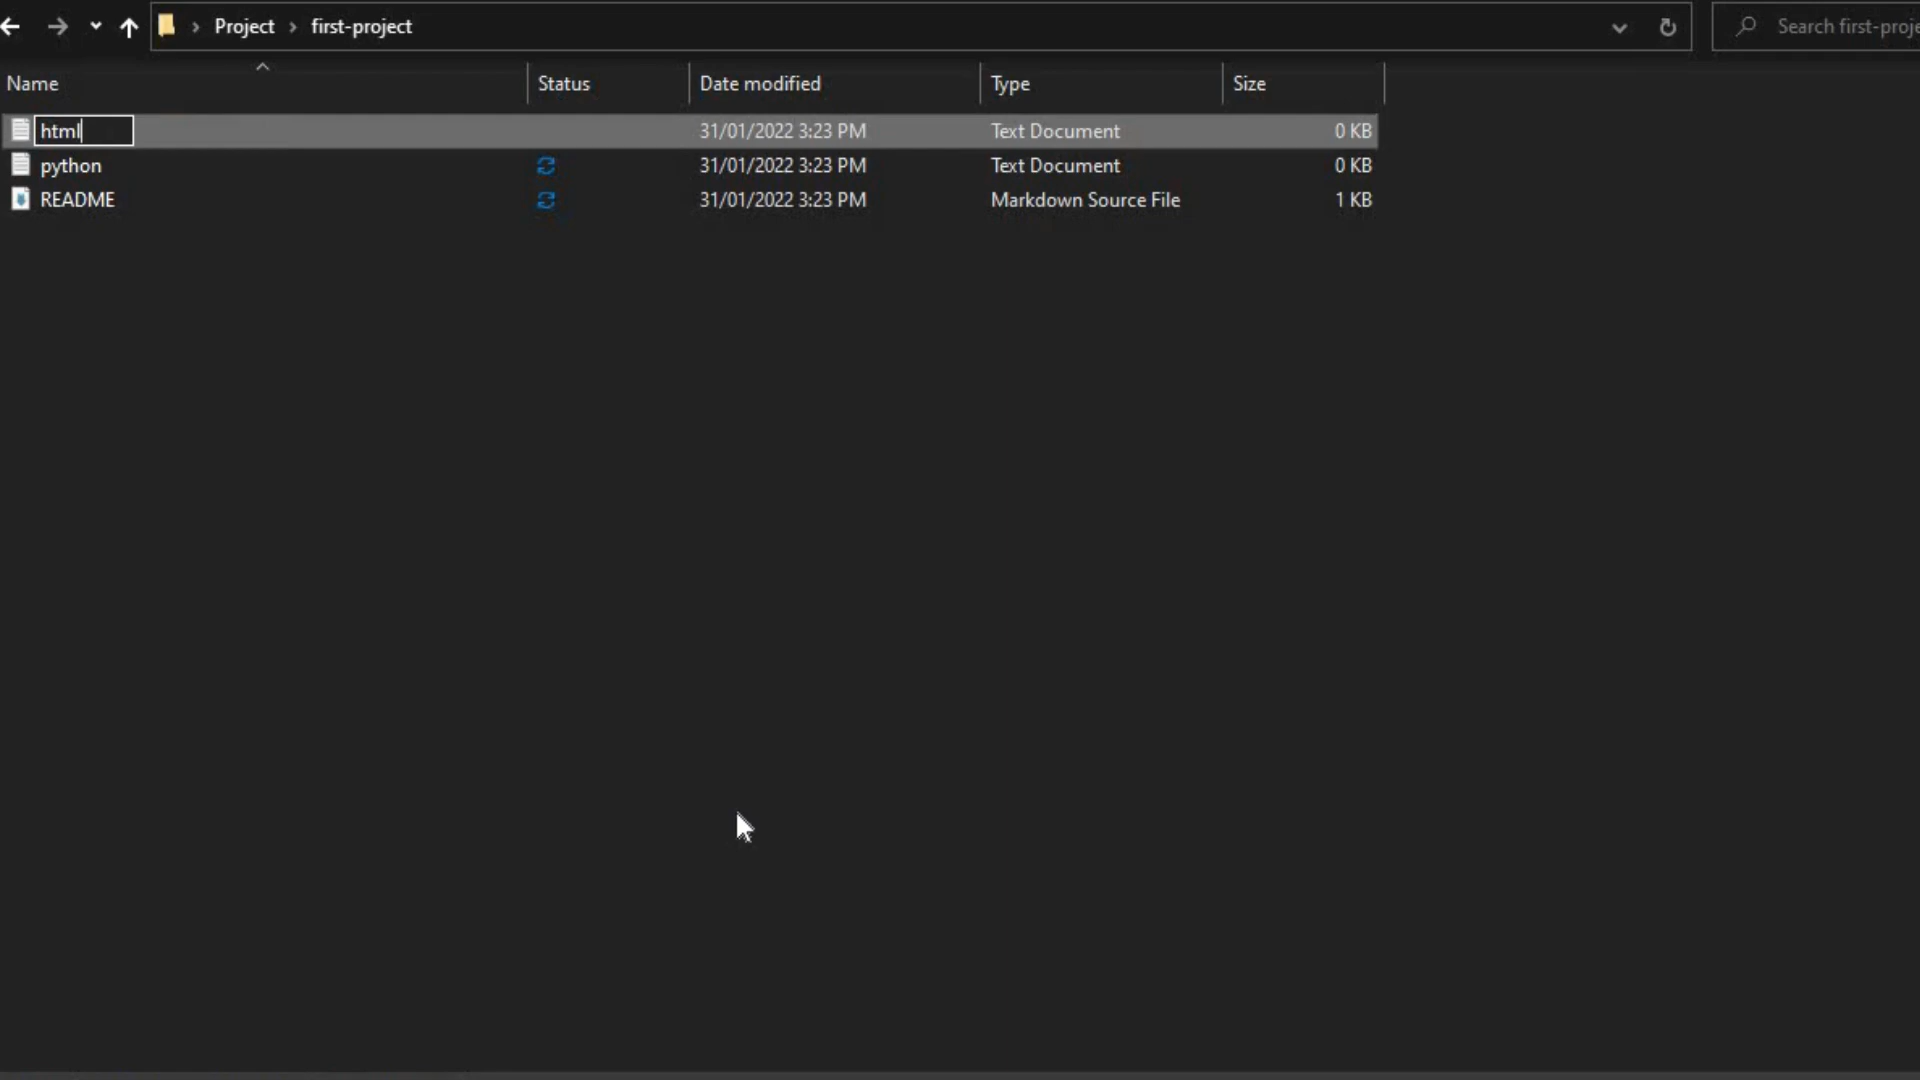 Project > first-project
Search first-proje
Name Status Date modified Type Size
html 31/01/2022 3:23 PM Text Document 0 KB
python 31/01/2022 3:23 PM Text Document 0 KB
README 31/01/2022 3:23 PM Markdown Source File 1 KB